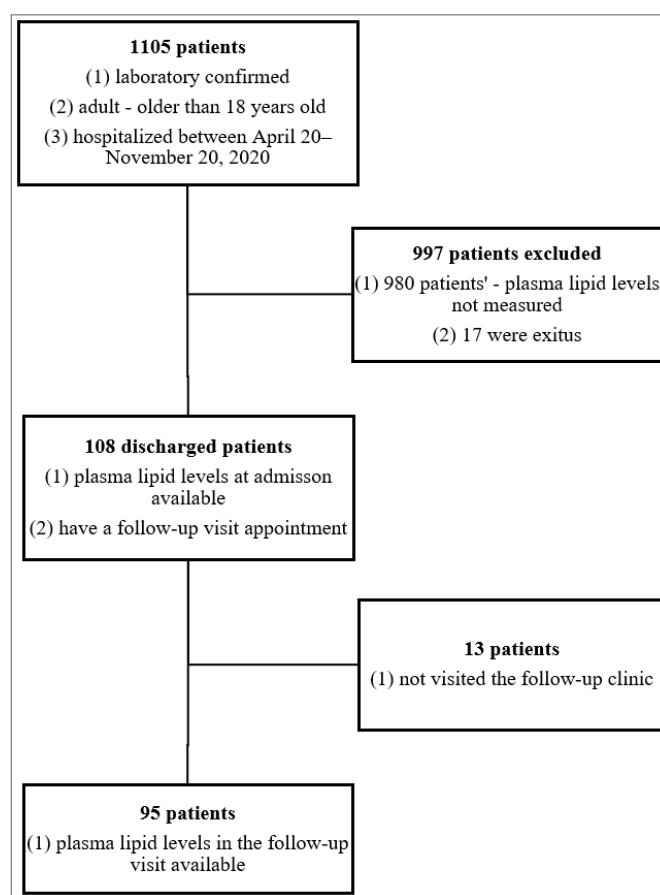 1105 patients
(1) laboratory confirmed
(2) adult - older than 18 years old
(3) hospitalized between April 20–
November 20, 2020
997 patients excluded
(1) 980 patients' - plasma lipid levels
not measured
(2) 17 were exitus
108 discharged patients
(1) plasma lipid levels at admisson
available
(2) have a follow-up visit appointment
13 patients
(1) not visited the follow-up clinic
95 patients
(1) plasma lipid levels in the follow-up
visit available